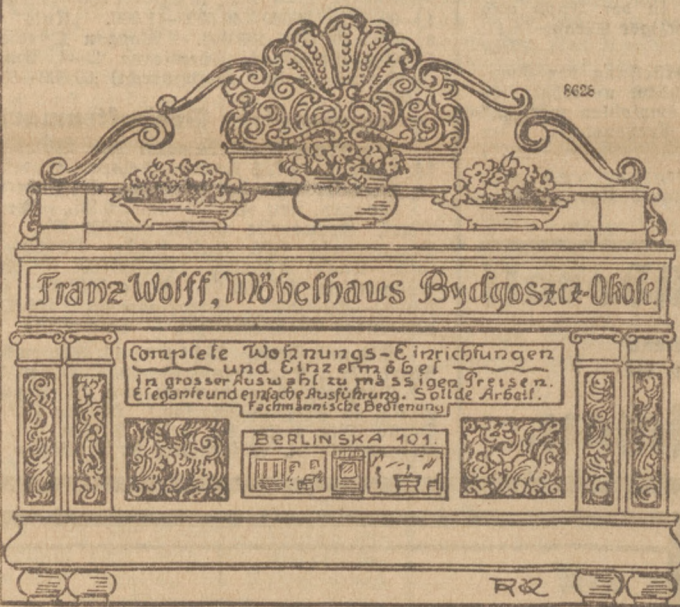 8628
Franz Wolff, Möbelhaus Bydgoszcz-Okole.
Complete Wohnungs-Einrichtungen
und Einzelmöbel
in grosser Auswahl zu mässigen Preisen.
Elegante und einfache Ausführung. Solide Arbeit.
Fachmännische Bedienung
BERLINSKA 101.